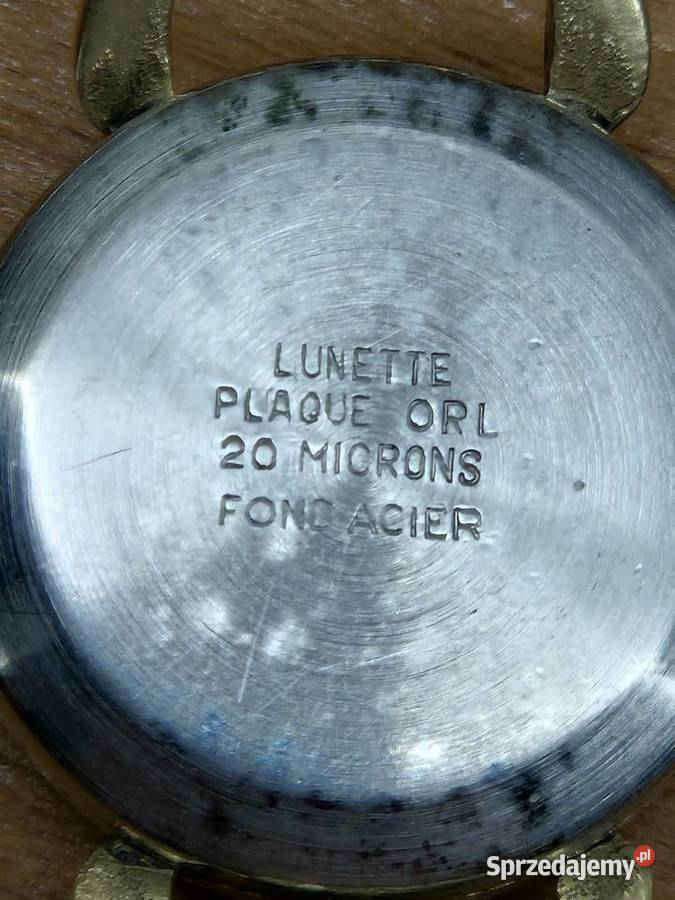 LUNETTE
PLAQUE ORL
20 MICRONS
FOND ACIER
Sprzedajemy.pl